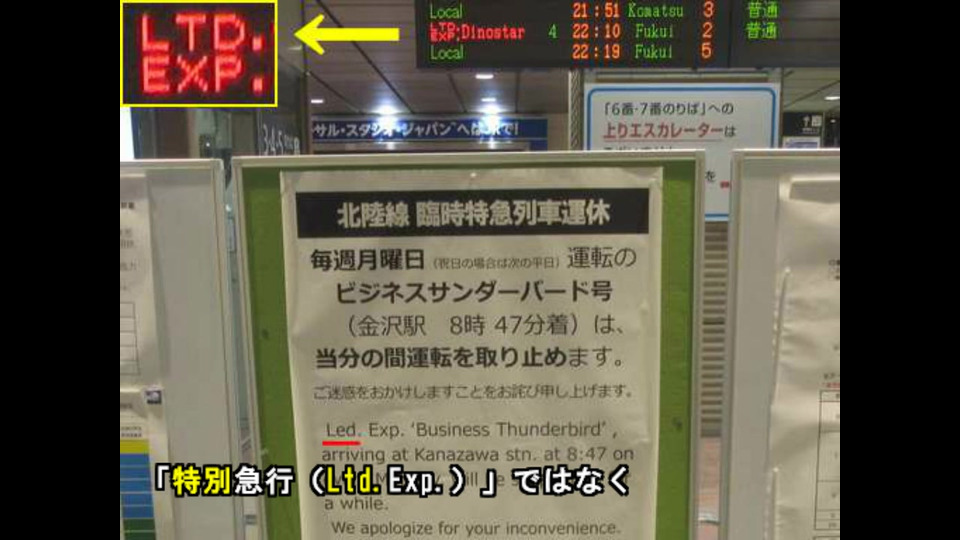 LTD.
EXP.
Local 21:51 Komatsu 3 普通
LTD. EXP. Dinostar 4 22:10 Fukui 2 普通
Local 22:19 Fukui 5
サル・スタジオ・ジャパン
「6番・7番のりば」への
上りエスカレーターは
北陸線 臨時特急列車運休
毎週月曜日(祝日の場合は次の平日)運転の
ビジネスサンダーバード号
(金沢駅 8時 47分着)は、
当分の間運転を取り止めます。
ご迷惑をおかけしますことをお詫び申し上げます。
Led. Exp. ‘Business Thunderbird’,
arriving at Kanazawa stn. at 8:47 on
「特別急行(Ltd.Exp.)」ではなく
a while.
We apologize for your inconvenience.